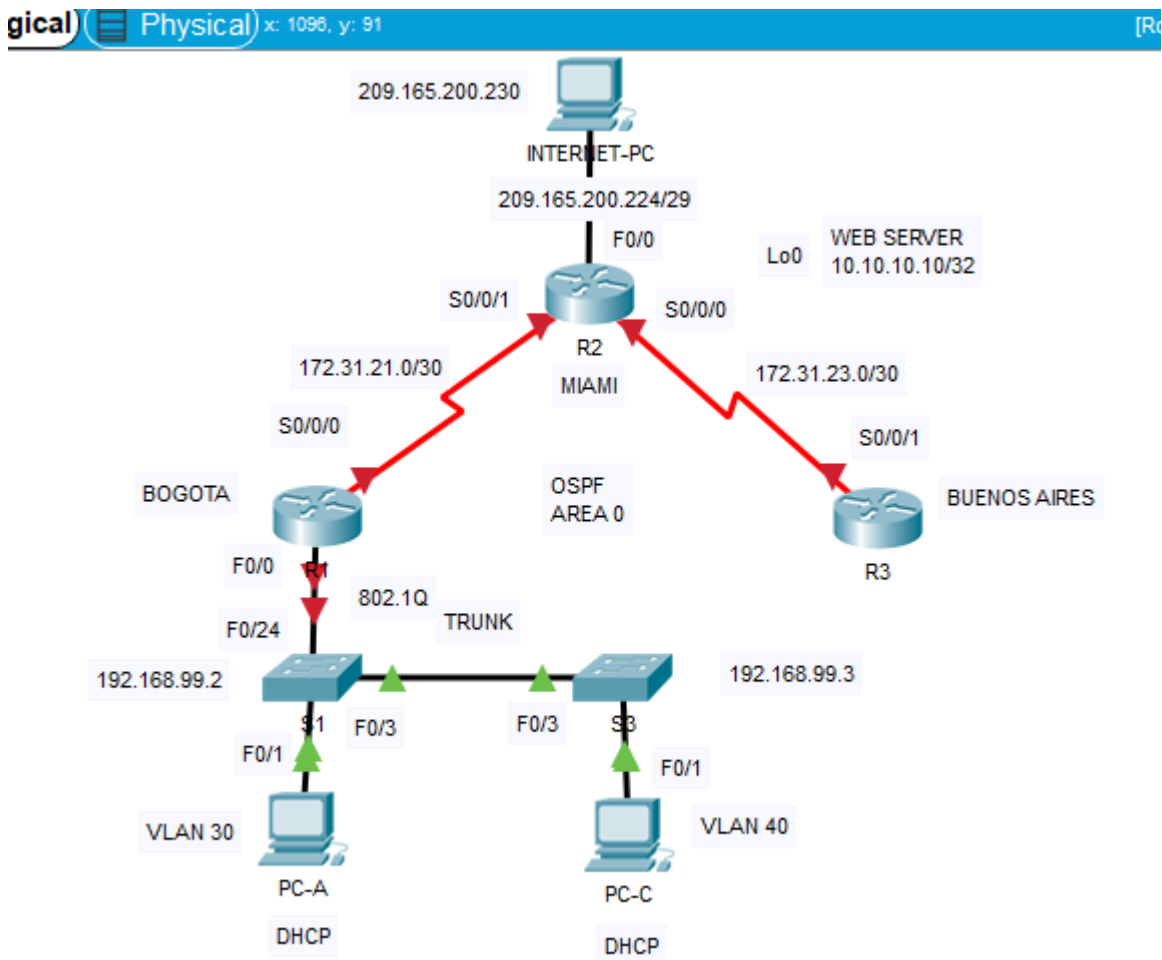 gical) Physical) x: 1096, y: 91 [Ro
209.165.200.230
INTERNET-PC
209.165.200.224/29
F0/0
Lo0
WEB SERVER
10.10.10.10/32
S0/0/1
S0/0/0
R2
MIAMI
172.31.21.0/30
172.31.23.0/30
S0/0/0
S0/0/1
BOGOTA
OSPF
AREA 0
BUENOS AIRES
R1
R3
F0/0
802.1Q
TRUNK
F0/24
192.168.99.2
192.168.99.3
S1
F0/3
F0/3
S3
F0/1
F0/1
VLAN 30
VLAN 40
PC-A
PC-C
DHCP
DHCP